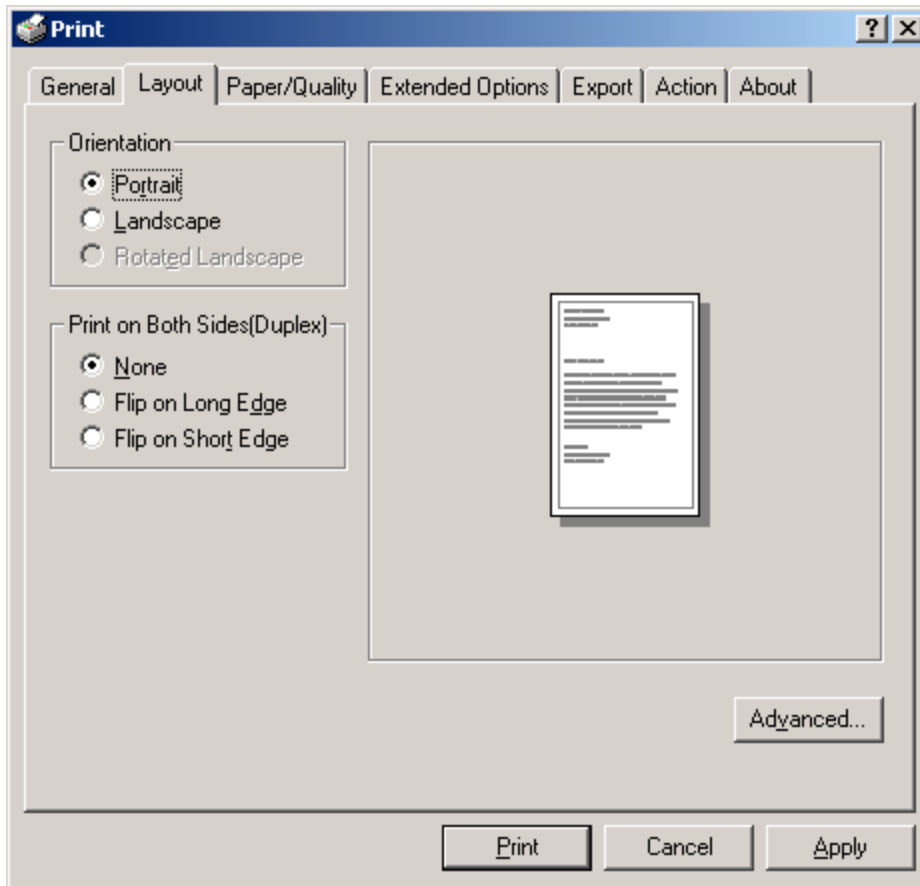 Print
General Layout Paper/Quality Extended Options Export Action About
Orientation
Portrait
Landscape
Rotated Landscape
Print on Both Sides(Duplex)
None
Flip on Long Edge
Flip on Short Edge
Advanced...
Print Cancel Apply